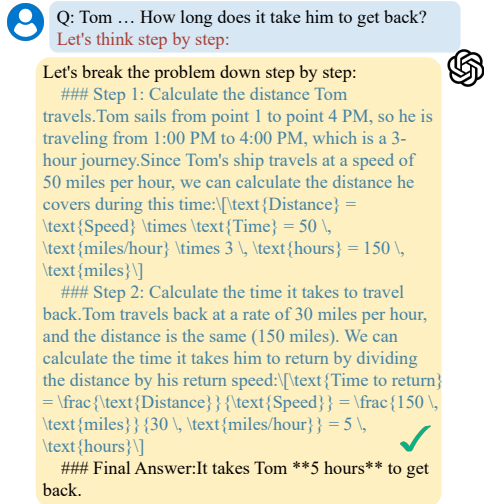 Q: Tom … How long does it take him to get back?
Let's think step by step:
Let's break the problem down step by step:
### Step 1: Calculate the distance Tom
travels.Tom sails from point 1 to point 4 PM, so he is
traveling from 1:00 PM to 4:00 PM, which is a 3-
hour journey.Since Tom's ship travels at a speed of
50 miles per hour, we can calculate the distance he
covers during this time:\[\text{Distance} =
\text{Speed} \times \text{Time} = 50 \,
\text{miles/hour} \times 3 \, \text{hours} = 150 \,
\text{miles}\]
### Step 2: Calculate the time it takes to travel
back.Tom travels back at a rate of 30 miles per hour,
and the distance is the same (150 miles). We can
calculate the time it takes him to return by dividing
the distance by his return speed:\[\text{Time to return}
= \frac{\text{Distance}}{\text{Speed}} = \frac{150 \,
\text{miles}}{30 \, \text{miles/hour}} = 5 \,
\text{hours}\]
### Final Answer:It takes Tom **5 hours** to get
back.